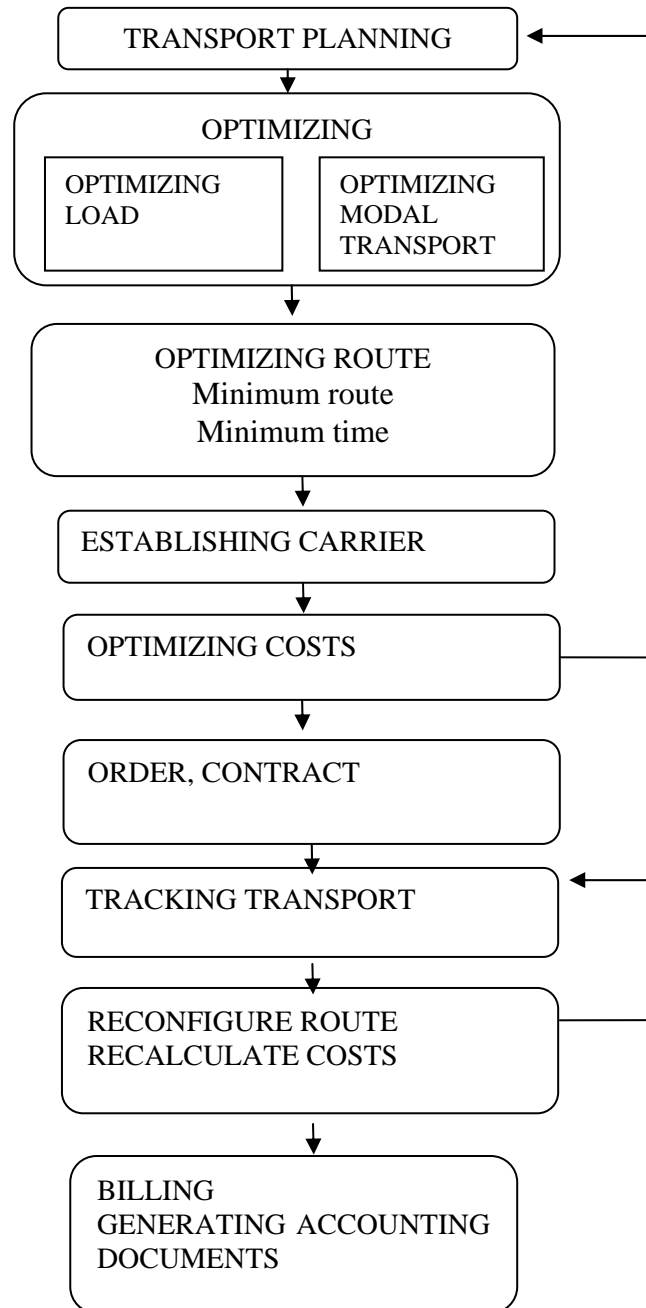 TRANSPORT PLANNING
OPTIMIZING
OPTIMIZING
LOAD
OPTIMIZING
MODAL
TRANSPORT
OPTIMIZING ROUTE
Minimum route
Minimum time
ESTABLISHING CARRIER
OPTIMIZING COSTS
ORDER, CONTRACT
TRACKING TRANSPORT
RECONFIGURE ROUTE
RECALCULATE COSTS
BILLING
GENERATING ACCOUNTING
DOCUMENTS